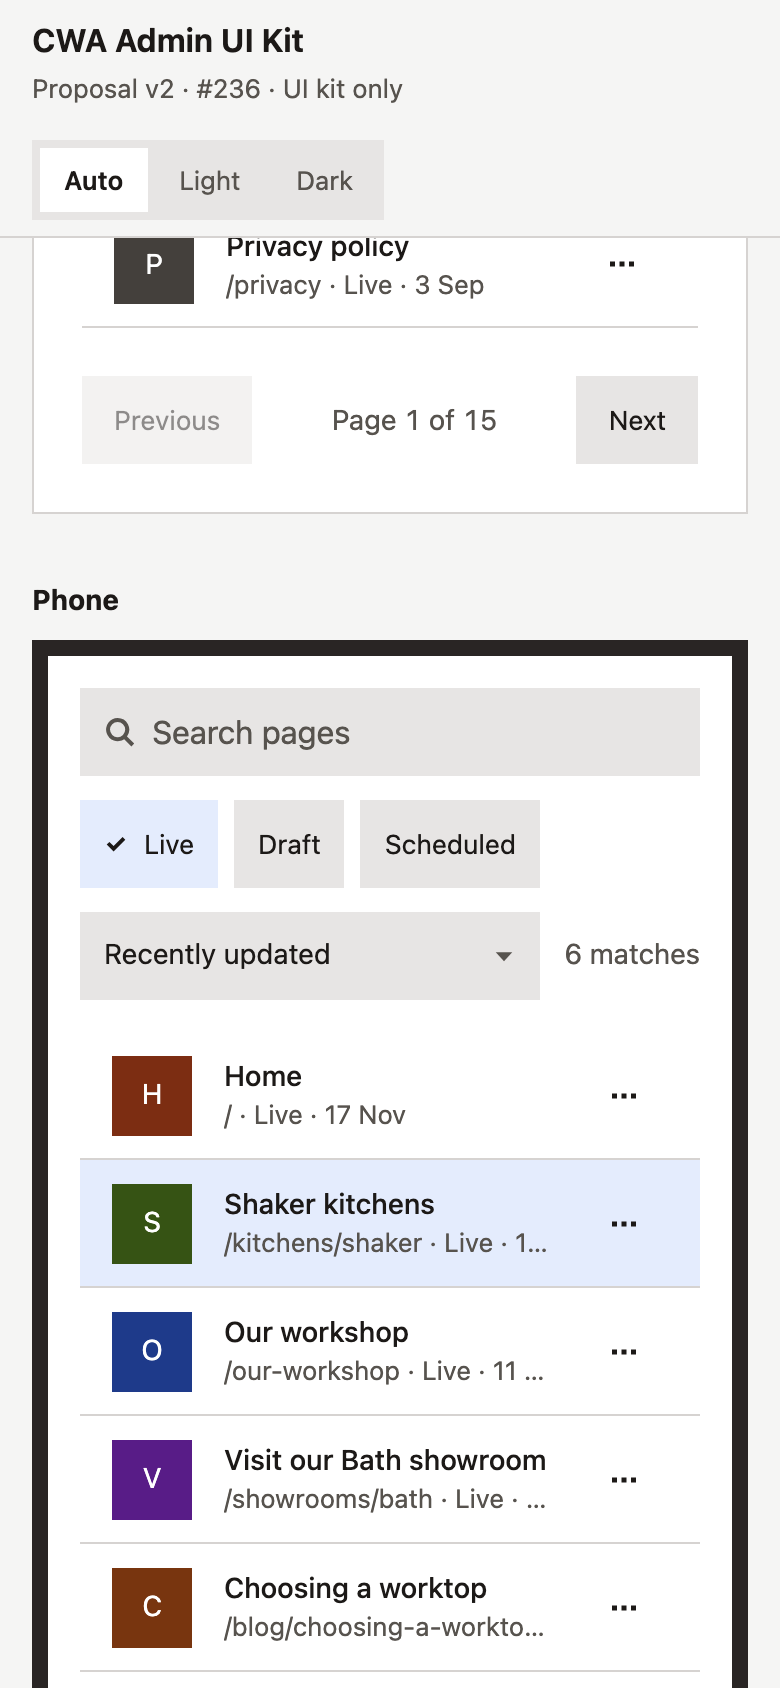 CWA Admin UI Kit
Proposal v2 · #236 · UI kit only
Auto Light Dark
P
Privacy policy
/privacy · Live · 3 Sep
...
Previous Page 1 of 15 Next
Phone
Search pages
Live Draft Scheduled
Recently updated 6 matches
H
Home
/ · Live · 17 Nov
...
S
Shaker kitchens
/kitchens/shaker · Live · 1...
...
O
Our workshop
/our-workshop · Live · 11 ...
...
V
Visit our Bath showroom
/showrooms/bath · Live · ...
...
C
Choosing a worktop
/blog/choosing-a-workto...
...